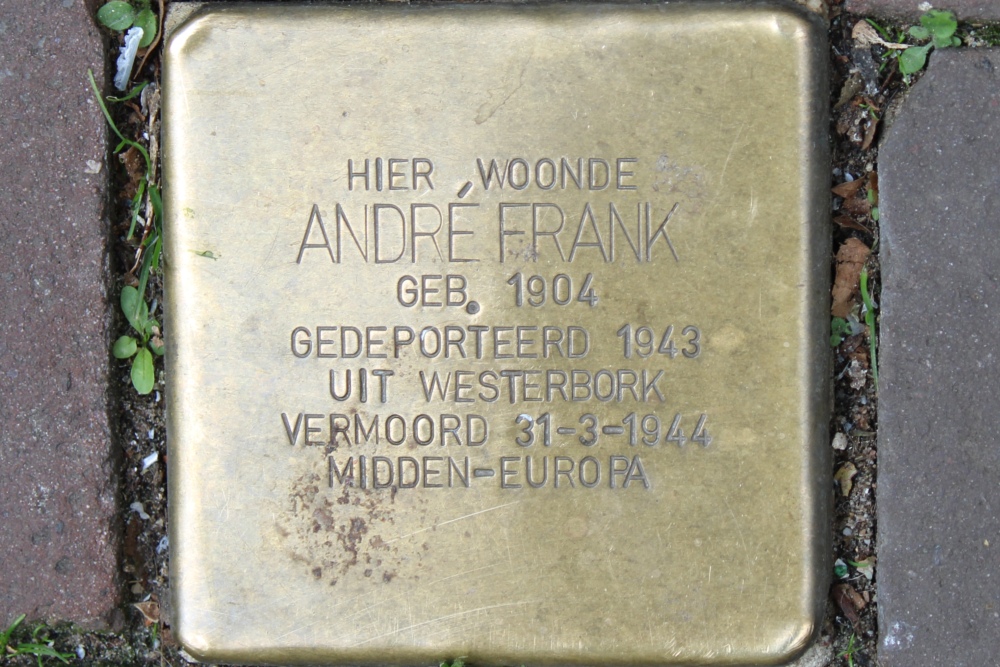 HIER WOONDE
ANDRÉ FRANK
GEB. 1904
GEDEPORTEERD 1943
UIT WESTERBORK
VERMOORD 31-3-1944
MIDDEN-EUROPA